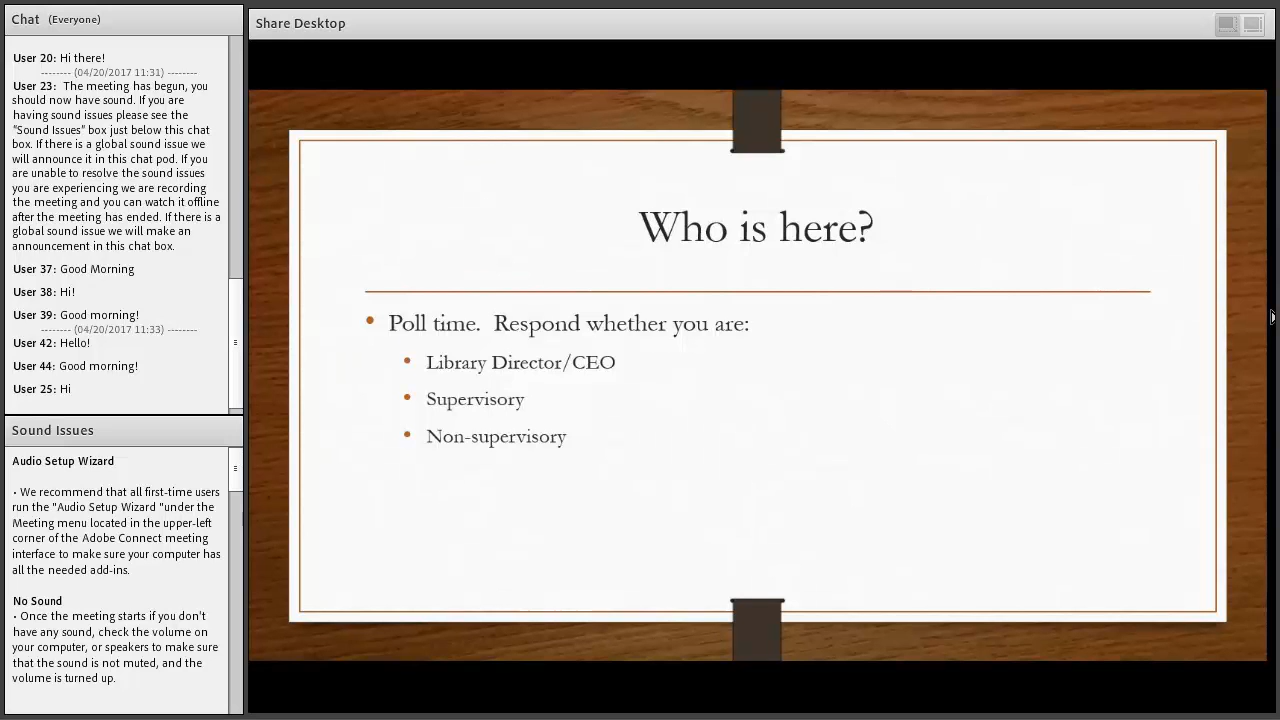 Chat (Everyone)
User 20: Hi there!
-------- (04/20/2017 11:31) --------
User 23: The meeting has begun, you
should now have sound. If you are
having sound issues please see the
"Sound Issues" box just below this chat
box. If there is a global sound issue we
will announce it in this chat pod. If you
are unable to resolve the sound issues
you are experiencing we are recording
the meeting and you can watch it offline
after the meeting has ended. If there is a
global sound issue we will make an
announcement in this chat box.
User 37: Good Morning
User 38: Hi!
User 39: Good morning!
-------- (04/20/2017 11:33) --------
User 42: Hello!
User 44: Good morning!
User 25: Hi
Sound Issues
Audio Setup Wizard
• We recommend that all first-time users
run the "Audio Setup Wizard "under the
Meeting menu located in the upper-left
corner of the Adobe Connect meeting
interface to make sure your computer has
all the needed add-ins.
No Sound
• Once the meeting starts if you don't
have any sound, check the volume on
your computer, or speakers to make sure
that the sound is not muted, and the
volume is turned up.
Share Desktop
Who is here?
• Poll time. Respond whether you are:
• Library Director/CEO
• Supervisory
• Non-supervisory